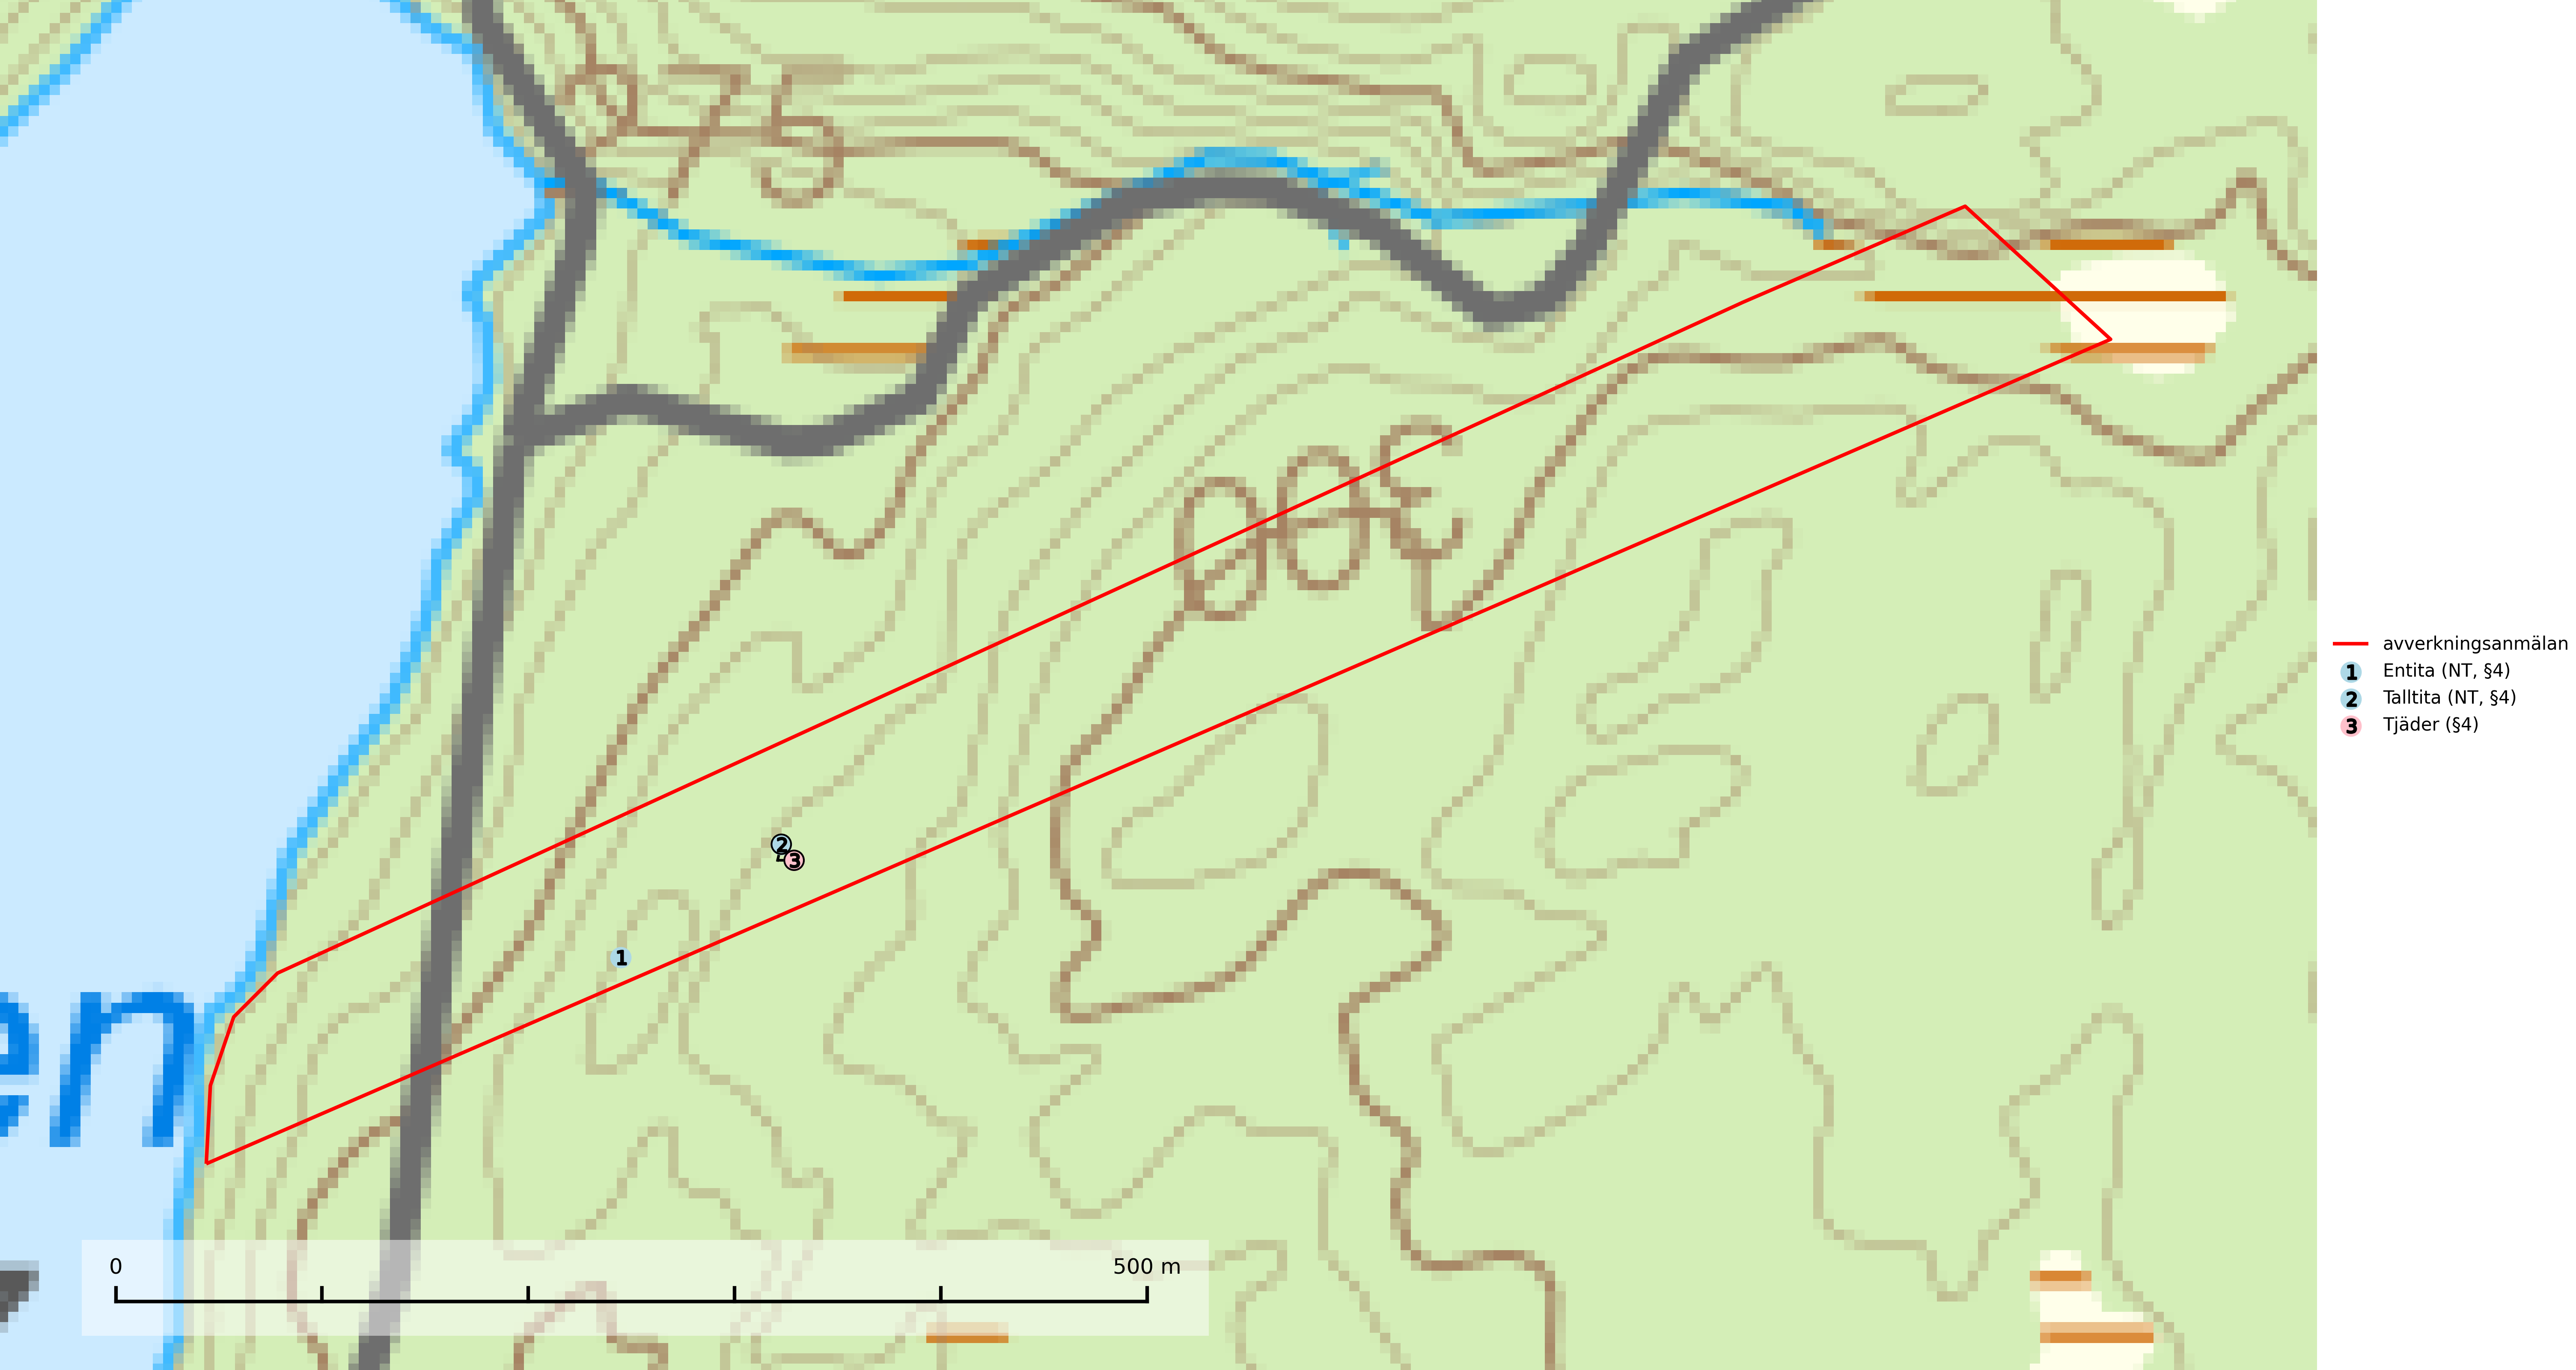 275
300
en
2
3
1
0
500 m
avverkningsanmälan
1 Entita (NT, §4)
2 Talltita (NT, §4)
3 Tjäder (§4)